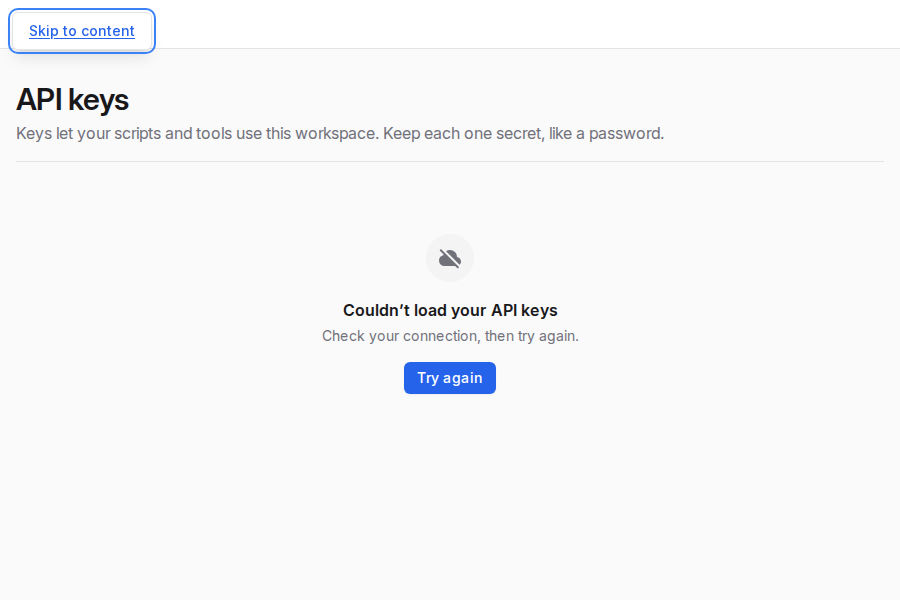 Skip to content
API keys
Keys let your scripts and tools use this workspace. Keep each one secret, like a password.
Couldn’t load your API keys
Check your connection, then try again.
Try again